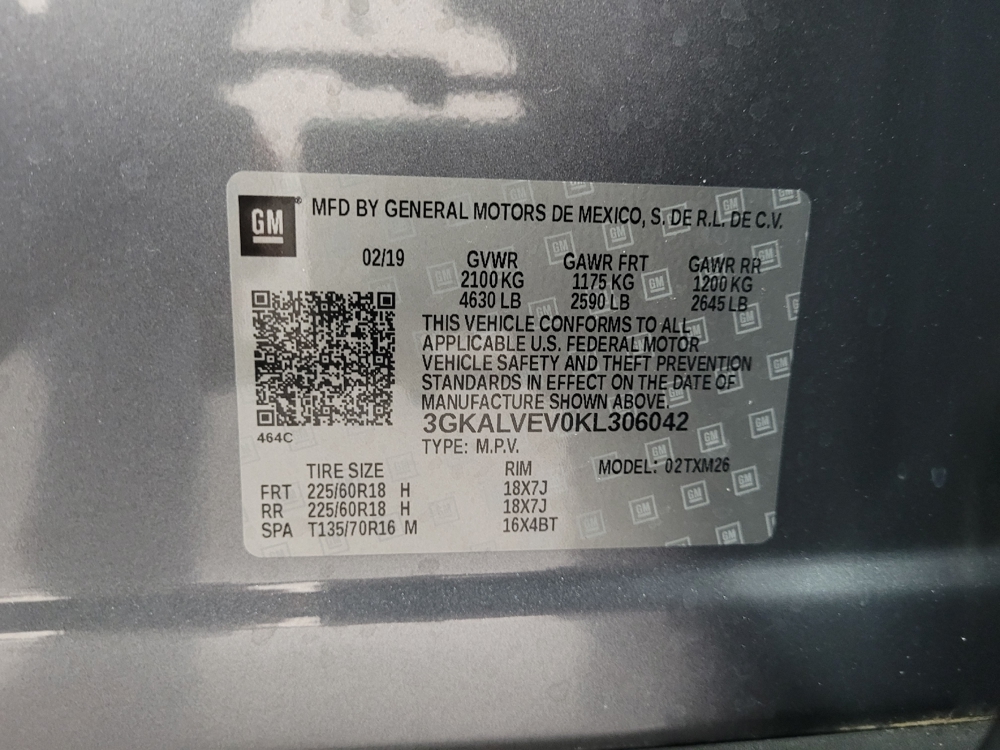 GM® MFD BY GENERAL MOTORS DE MEXICO, S. DE R.L. DE C.V.
02/19 GVWR GAWR FRT GAWR RR
2100 KG 1175 KG 1200 KG
4630 LB 2590 LB 2645 LB
THIS VEHICLE CONFORMS TO ALL
APPLICABLE U.S. FEDERAL MOTOR
VEHICLE SAFETY AND THEFT PREVENTION
STANDARDS IN EFFECT ON THE DATE OF
MANUFACTURE SHOWN ABOVE.
3GKALVEV0KL306042
464C
TYPE: M.P.V.
TIRE SIZE RIM MODEL: 02TXM26
FRT 225/60R18 H 18X7J
RR 225/60R18 H 18X7J
SPA T135/70R16 M 16X4BT